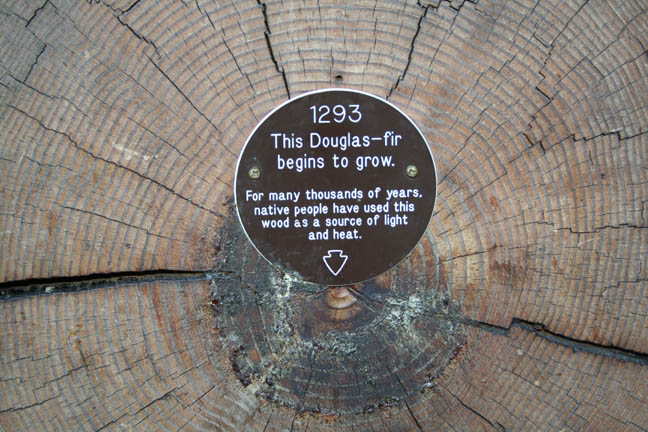 1293
This Douglas-fir
begins to grow.
For many thousands of years,
native people have used this
wood as a source of light
and heat.